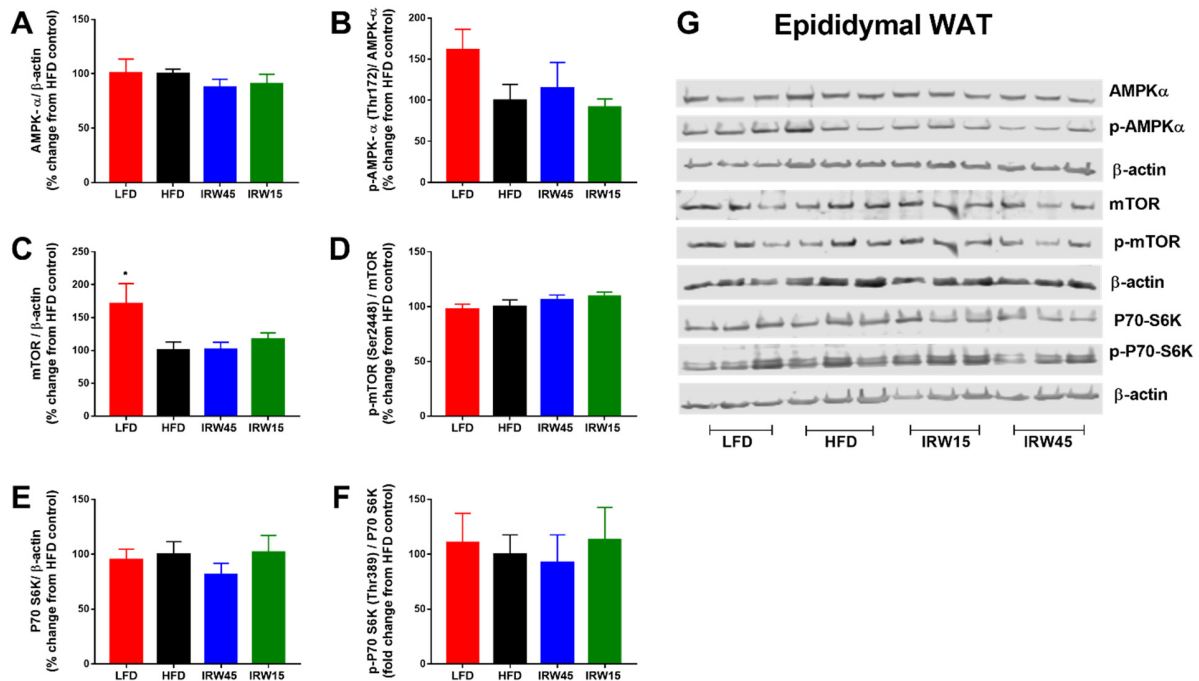 A
AMPK- α/ β-actin
(% change from HFD control)
150
100
50
0
LFD HFD IRW45 IRW15
B
p-AMPK- α (Thr172)/ AMPK-α
(% change from HFD control)
200
150
100
50
0
LFD HFD IRW45 IRW15
C
mTOR / β-actin
(% change from HFD control)
250
200
150
100
50
0
*
LFD HFD IRW45 IRW15
D
p-mTOR (Ser2448) / mTOR
(% change from HFD control)
150
100
50
0
LFD HFD IRW45 IRW15
E
P70 S6K/ β-actin
(% change from HFD control)
150
100
50
0
LFD HFD IRW45 IRW15
F
p-P70 S6K (Thr389) / P70 S6K
(fold change from HFD control)
150
100
50
0
LFD HFD IRW45 IRW15
G Epididymal WAT
AMPKα
p-AMPKα
β-actin
mTOR
p-mTOR
β-actin
P70-S6K
p-P70-S6K
β-actin
LFD HFD IRW15 IRW45